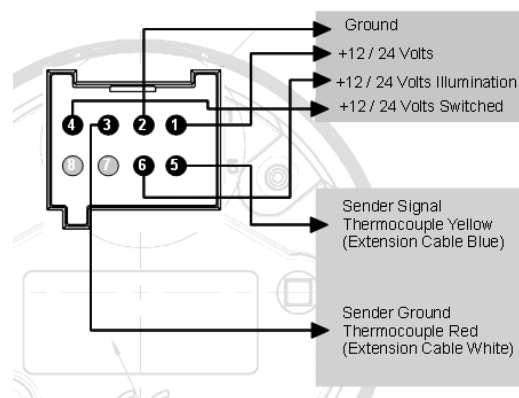 Ground
+12 / 24 Volts
+12 / 24 Volts Illumination
+12 / 24 Volts Switched
4 3 2 1
8 7 6 5
Sender Signal
Thermocouple Yellow
(Extension Cable Blue)
Sender Ground
Thermocouple Red
(Extension Cable White)